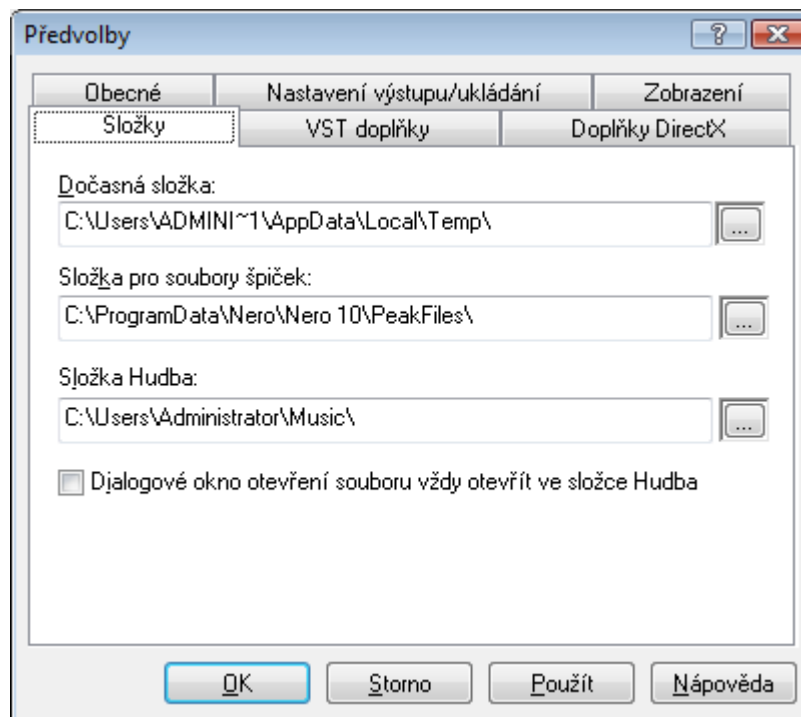 Předvolby
Obecné Nastavení výstupu/ukládání Zobrazení
Složky VST doplňky Doplňky DirectX
Dočasná složka:
C:\Users\ADMINI~1\AppData\Local\Temp\
...
Složka pro soubory špiček:
C:\ProgramData\Nero\Nero 10\PeakFiles\
...
Složka Hudba:
C:\Users\Administrator\Music\
...
Dialogové okno otevření souboru vždy otevřít ve složce Hudba
OK Storno Použít Nápověda